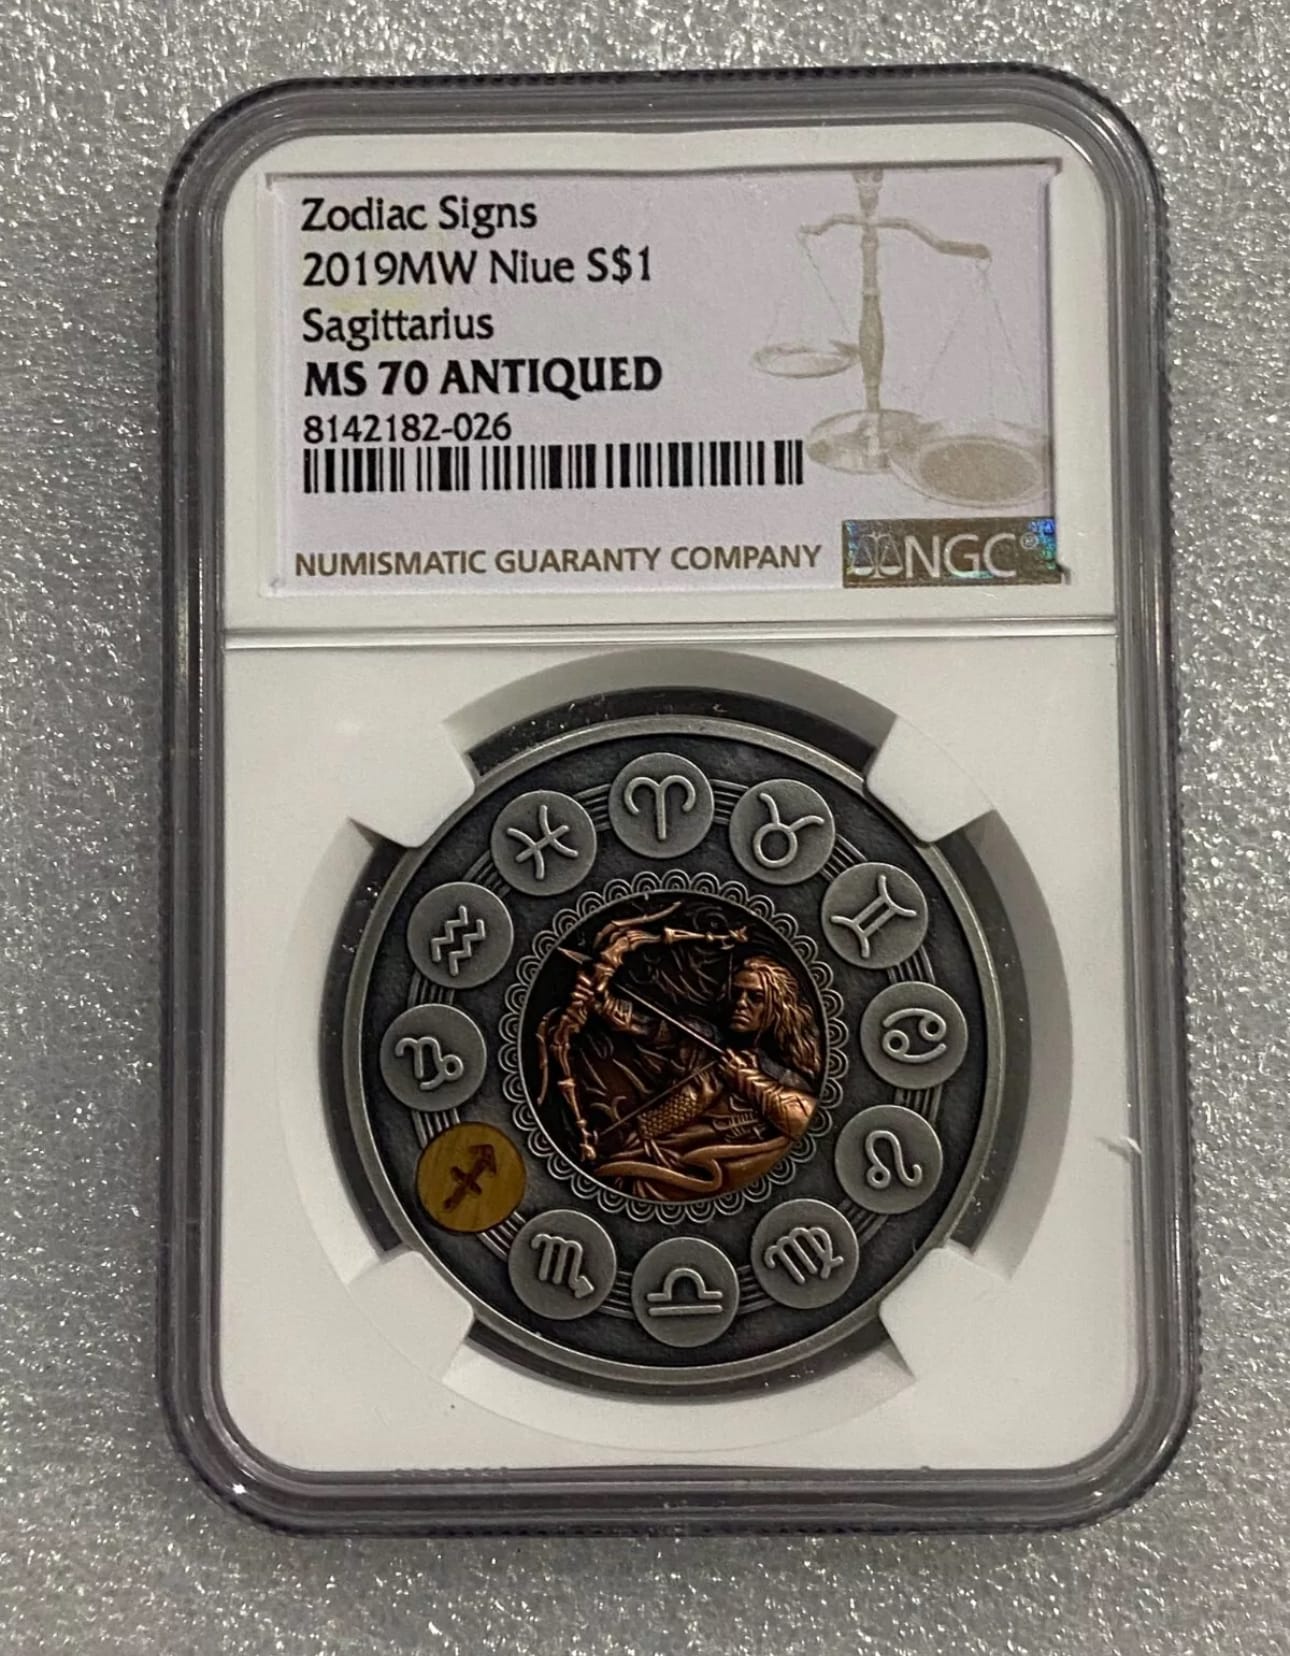 Zodiac Signs
2019MW Niue S$1
Sagittarius
MS 70 ANTIQUED
8142182-026
NUMISMATIC GUARANTY COMPANY
NGC®